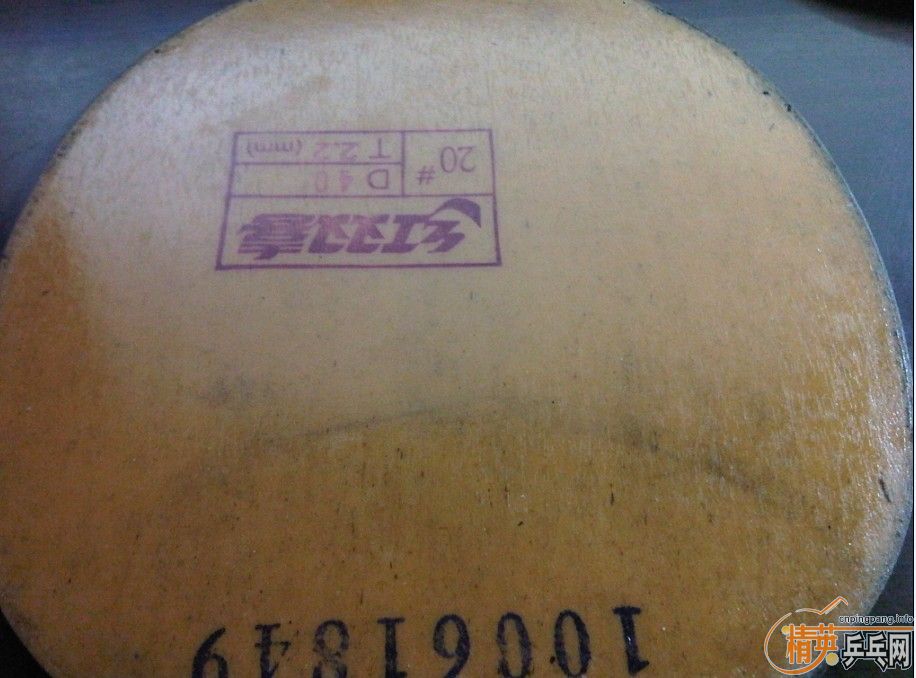 10061849
红双喜
20# D 40
T 2.2 (mm)
cnpingpang.info
精英乒乓网